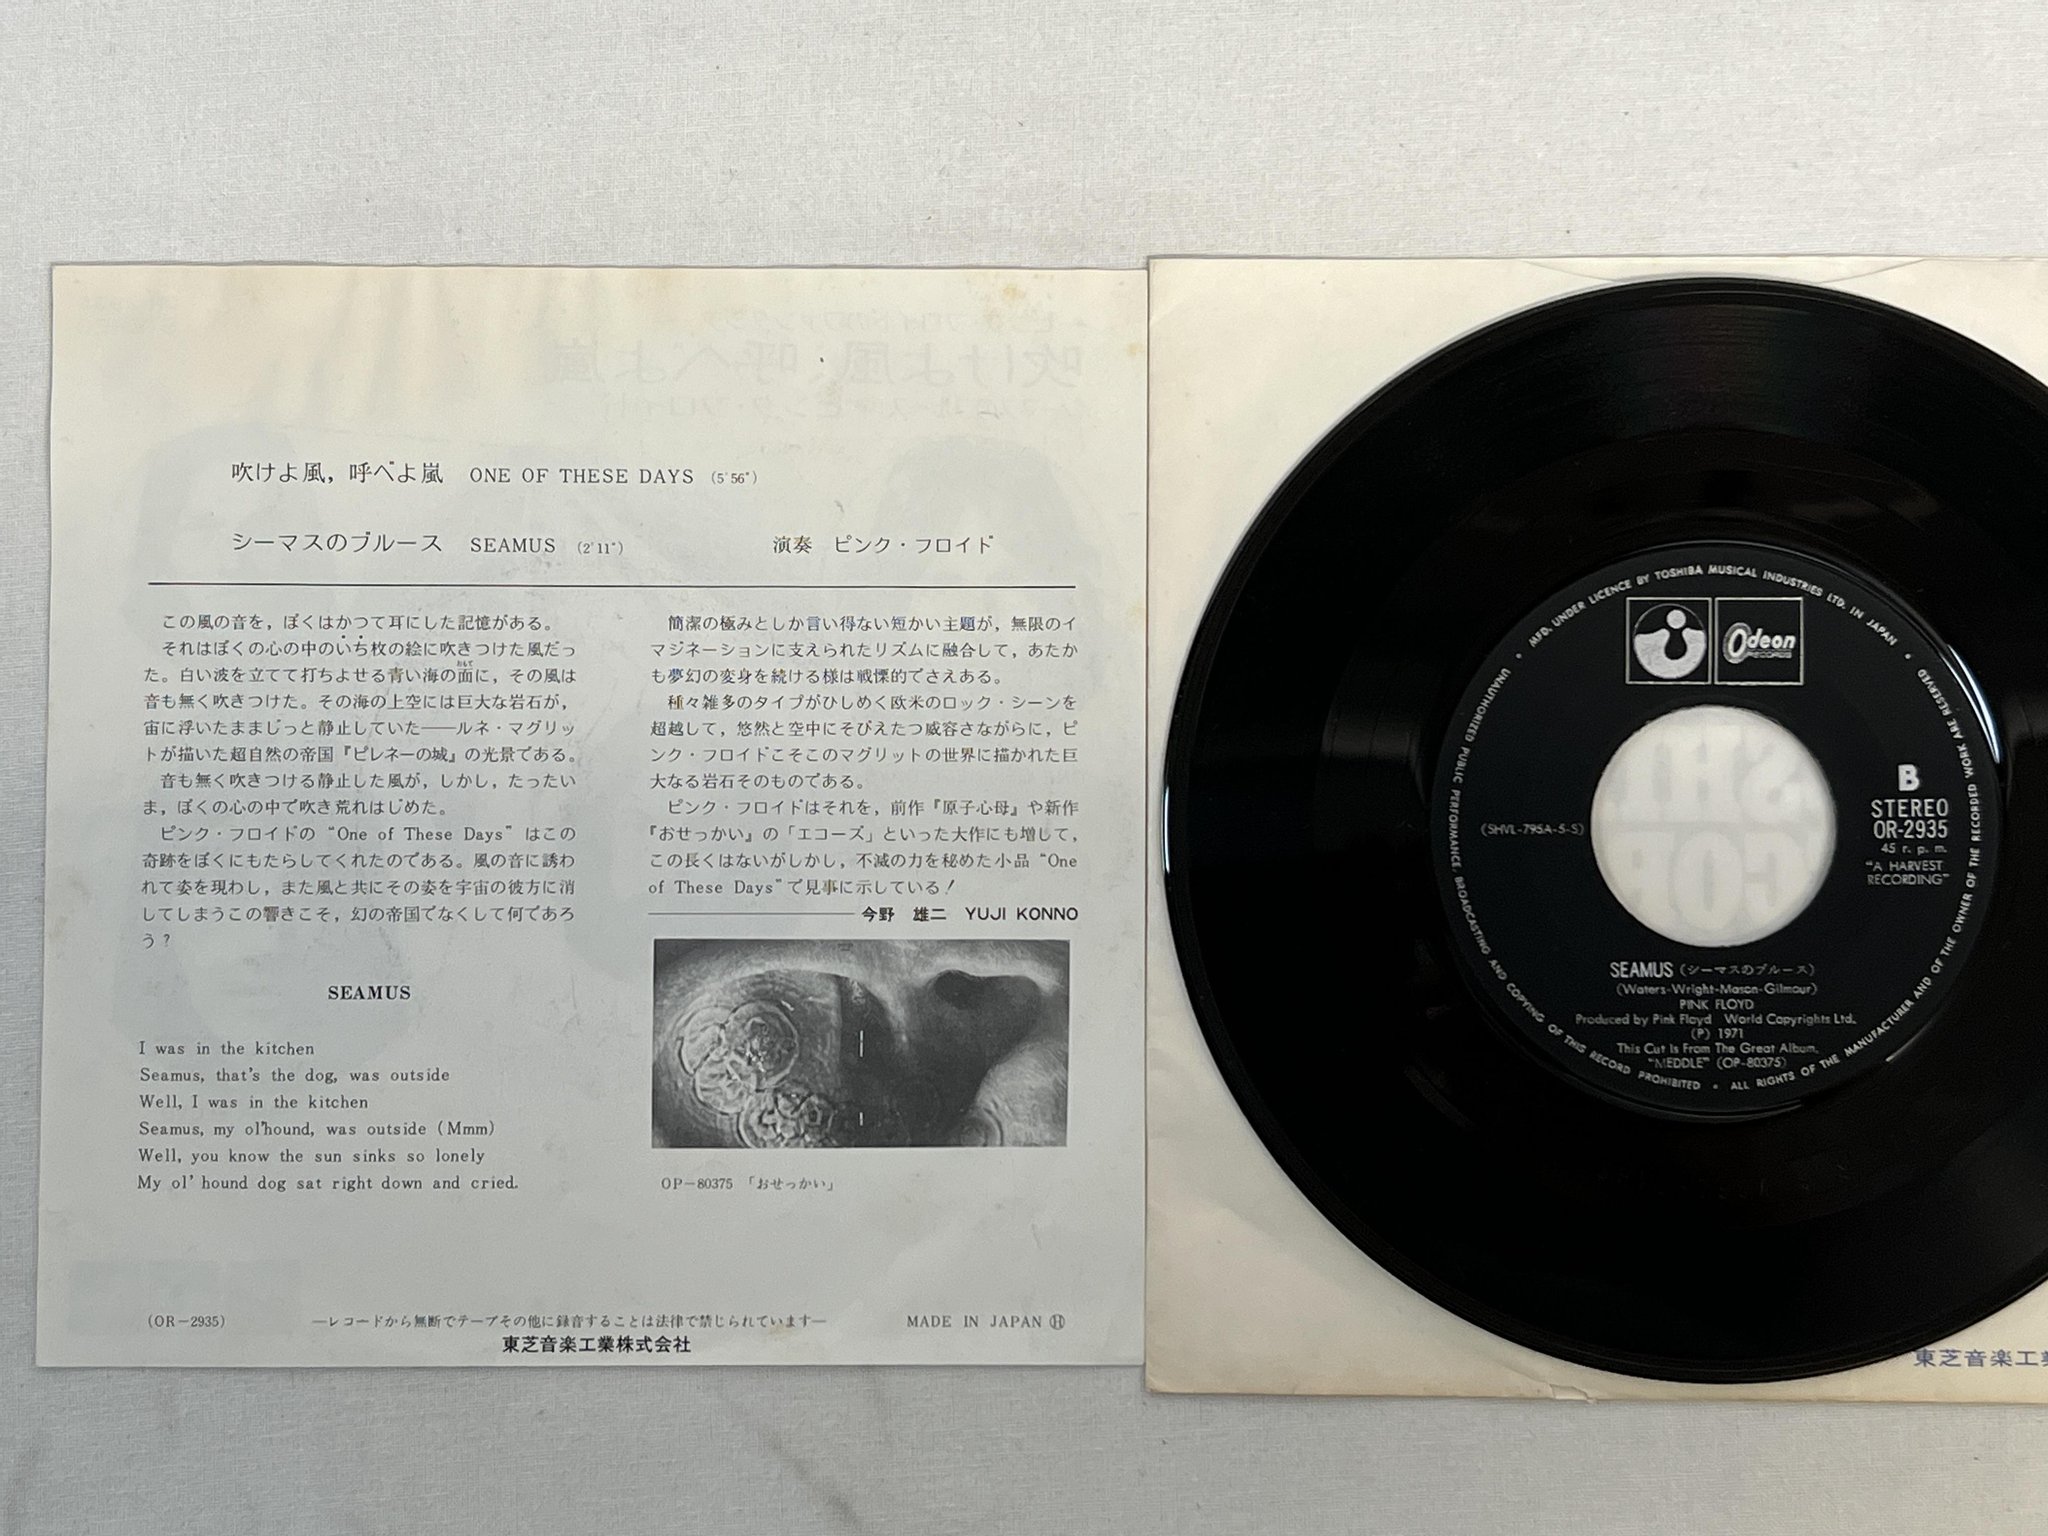 吹けよ風，呼べよ嵐　ONE OF THESE DAYS (5′56″)
シーマスのブルース　SEAMUS (2′11″)　演奏　ピンク・フロイド
この風の音を，ぼくはかつて耳にした記憶がある。
それはぼくの心の中のいち枚の絵に吹きつけた風だっ
た。白い波を立てて打ちよせる青い海の面に，その風は
おもて
音も無く吹きつけた。その海の上空には巨大な岩石が，
宙に浮いたままじっと静止していた――ルネ・マグリッ
トが描いた超自然の帝国『ピレネーの城』の光景である。
音も無く吹きつける静止した風が，しかし，たったい
ま，ぼくの心の中で吹き荒れはじめた。
ピンク・フロイドの“One of These Days”はこの
奇跡をぼくにもたらしてくれたのである。風の音に誘わ
れて姿を現わし，また風と共にその姿を宇宙の彼方に消
してしまうこの響きこそ，幻の帝国でなくして何であろ
う？
SEAMUS
I was in the kitchen
Seamus, that's the dog, was outside
Well, I was in the kitchen
Seamus, my ol'hound, was outside (Mmm)
Well, you know the sun sinks so lonely
My ol' hound dog sat right down and cried.
簡潔の極みとしか言い得ない短かい主題が，無限のイ
マジネーションに支えられたリズムに融合して，あたか
も夢幻の変身を続ける様は戦慄的でさえある。
種々雑多のタイプがひしめく欧米のロック・シーンを
超越して，悠然と空中にそびえたつ威容さながらに，ピ
ンク・フロイドこそこのマグリットの世界に描かれた巨
大なる岩石そのものである。
ピンク・フロイドはそれを，前作『原子心母』や新作
『おせっかい』の「エコーズ」といった大作にも増して，
この長くはないがしかし，不滅の力を秘めた小品“One
of These Days”で見事に示している！
今野　雄二　YUJI KONNO
OP-80375 「おせっかい」
(OR-2935)　―レコードから無断でテープその他に録音することは法律で禁じられています―　MADE IN JAPAN Ⓗ
東芝音楽工業株式会社
MFD. UNDER LICENCE BY TOSHIBA MUSICAL INDUSTRIES LTD. IN JAPAN
UNAUTHORIZED PUBLIC PERFORMANCE, BROADCASTING AND COPYING OF THIS RECORD PROHIBITED • ALL RIGHTS OF THE MANUFACTURER AND OF THE OWNER OF THE RECORDED WORK ARE RESERVED
Odeon
RECORDS
B
(SHVL-795A-5-S)
STEREO
OR-2935
45 r. p. m.
"A HARVEST
RECORDING"
SEAMUS (シーマスのブルース)
(Waters-Wright-Mason-Gilmour)
PINK FLOYD
Produced by Pink Floyd World Copyrights Ltd.
(P) 1971
This Cut Is From The Great Album,
"MEDDLE" (OP-80375)
東芝音楽工